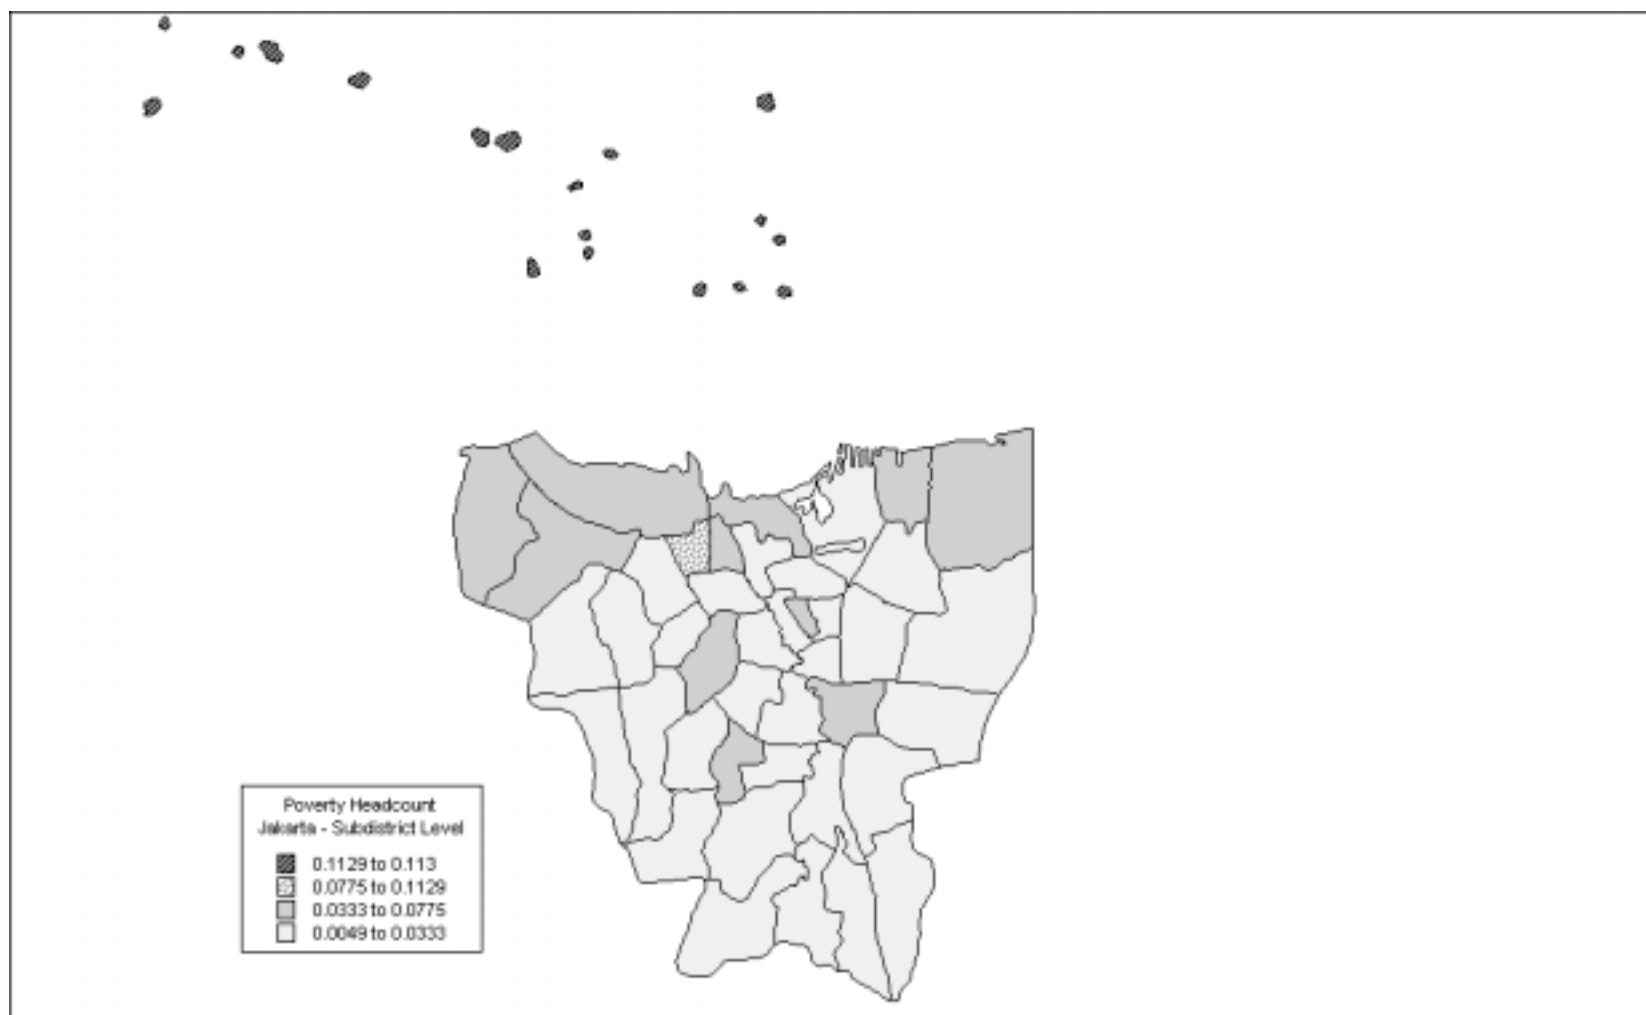 Poverty Headcount
Jakarta - Subdistrict Level
0.1129 to 0.113
0.0775 to 0.1129
0.0333 to 0.0775
0.0049 to 0.0333